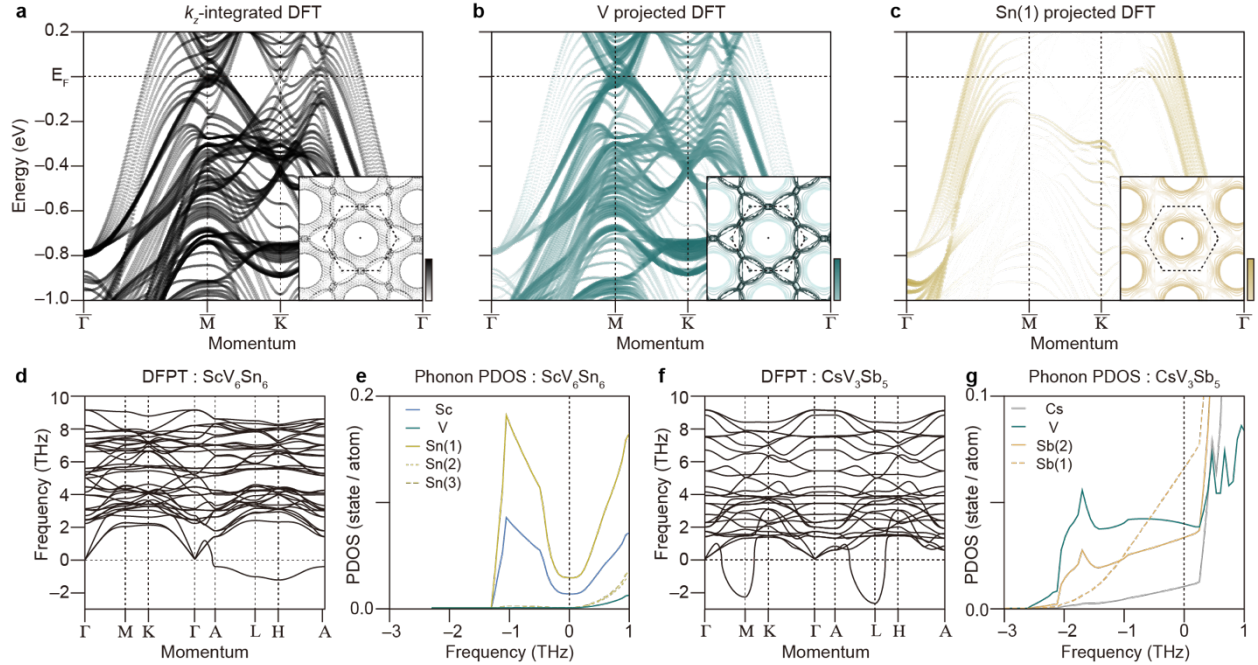 a k_z-integrated DFT
0.2
E_F
−0.2
−0.4
−0.6
−0.8
−1.0
Energy (eV)
Γ̅ M̅ K̅ Γ̅
Momentum
b V projected DFT
Γ̅ M̅ K̅ Γ̅
Momentum
c Sn(1) projected DFT
Γ̅ M̅ K̅ Γ̅
Momentum
d DFPT : ScV₆Sn₆
10
8
6
4
2
0
−2
Frequency (THz)
Γ M K Γ A L H A
Momentum
e Phonon PDOS : ScV₆Sn₆
0.2
0.0
PDOS (state / atom)
Sc
V
Sn(1)
Sn(2)
Sn(3)
−3 −2 −1 0 1
Frequency (THz)
f DFPT : CsV₃Sb₅
10
8
6
4
2
0
−2
Frequency (THz)
Γ M K Γ A L H A
Momentum
g Phonon PDOS : CsV₃Sb₅
0.1
0.0
PDOS (state / atom)
Cs
V
Sb(2)
Sb(1)
−3 −2 −1 0 1
Frequency (THz)